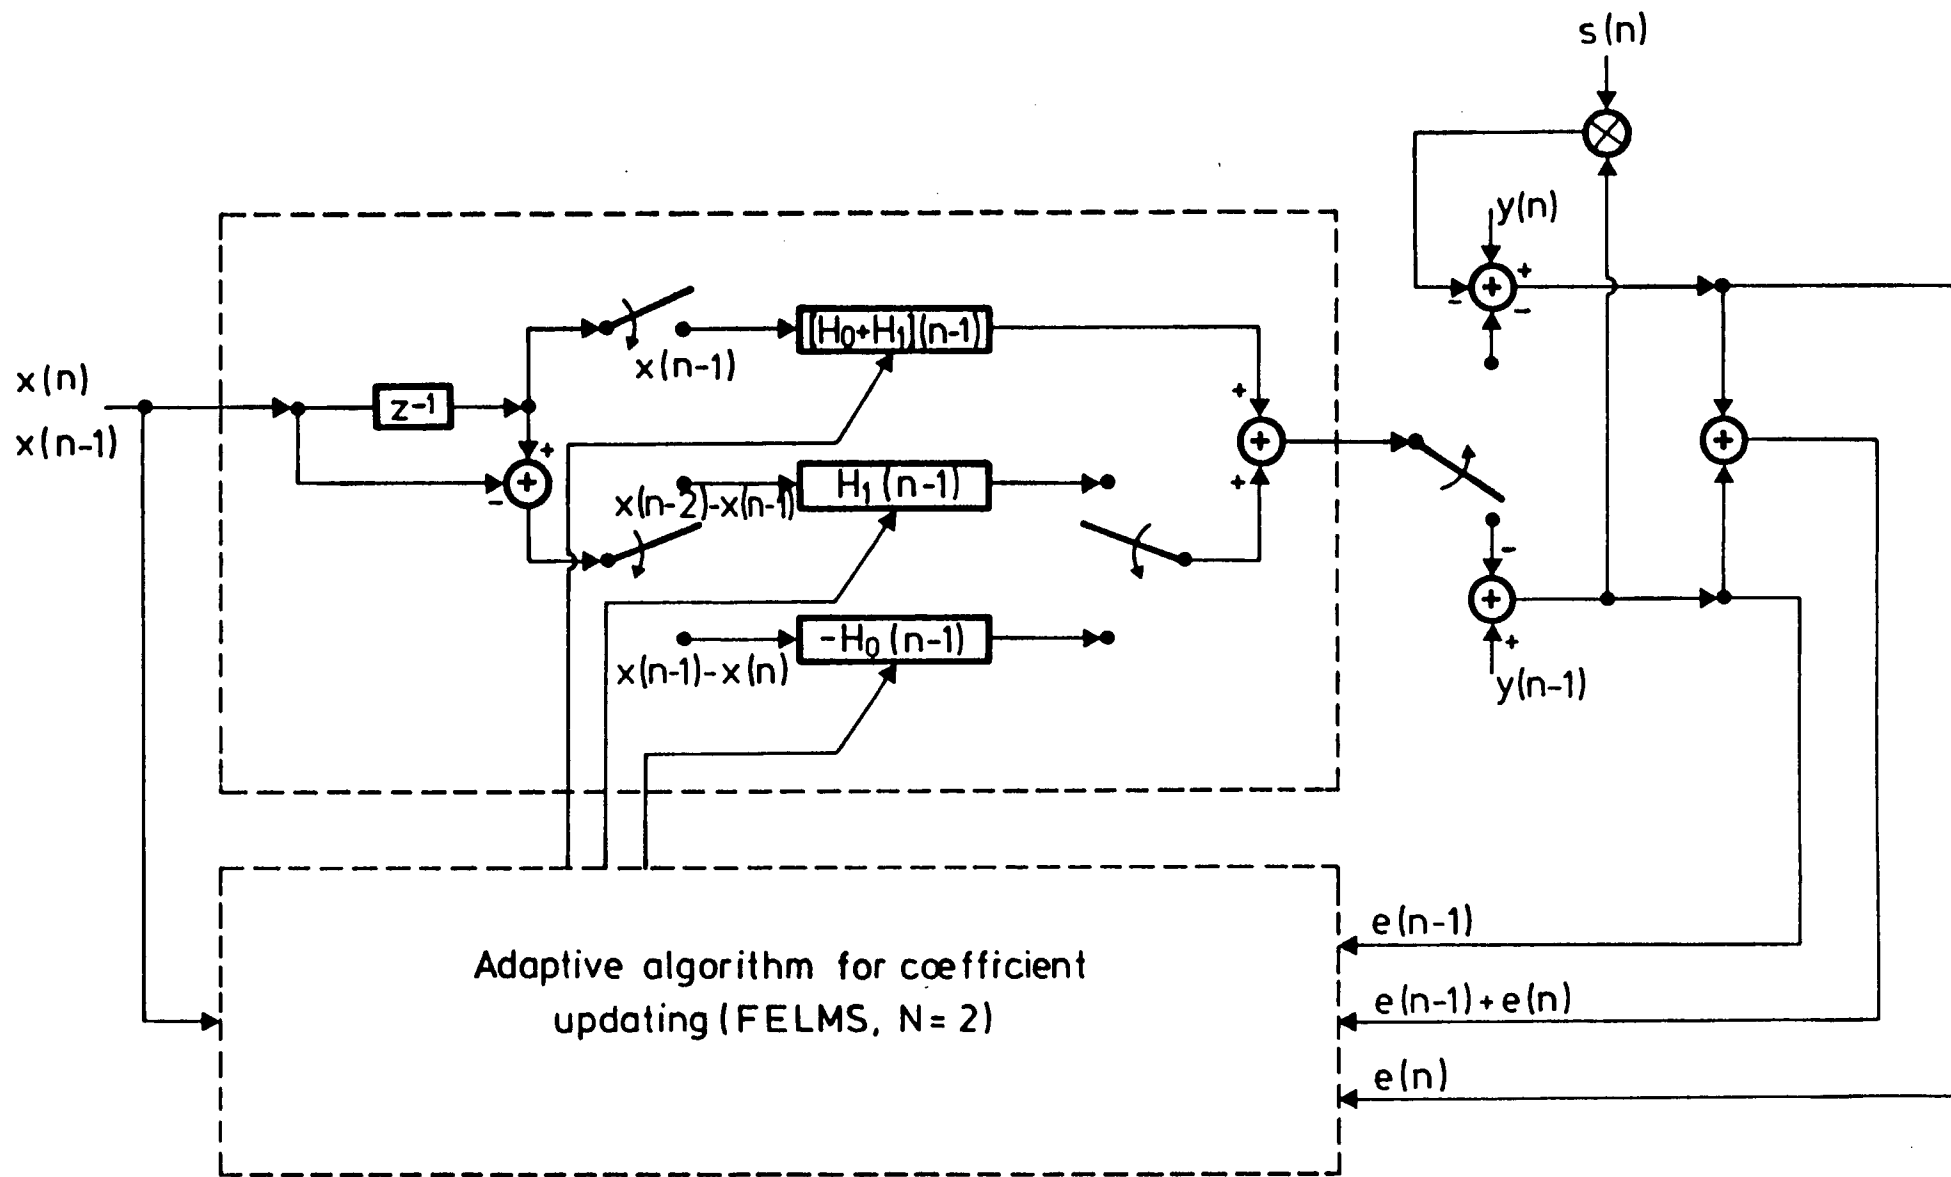 s(n)
y(n)
+
-
-
+
[H₀+H₁](n-1)
x(n-1)
x(n)
x(n-1)
z⁻¹
+
-
+
+
+
+
+
H₁(n-1)
x(n-2)-x(n-1)
-
+
+
-H₀(n-1)
x(n-1)-x(n)
y(n-1)
e(n-1)
Adaptive algorithm for coefficient
updating (FELMS, N=2)
e(n-1)+e(n)
e(n)